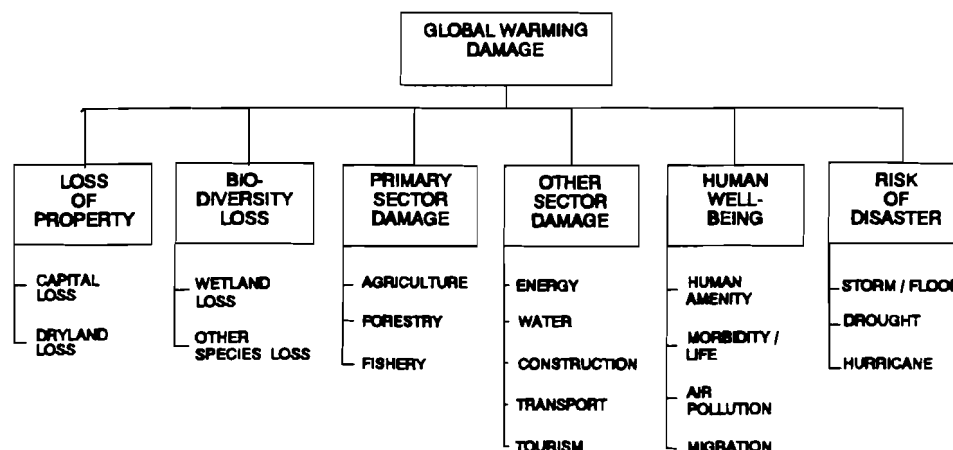 GLOBAL WARMING
DAMAGE
LOSS
OF
PROPERTY
CAPITAL
LOSS
DRYLAND
LOSS
BIO-
DIVERSITY
LOSS
WETLAND
LOSS
OTHER
SPECIES LOSS
PRIMARY
SECTOR
DAMAGE
AGRICULTURE
FORESTRY
FISHERY
OTHER
SECTOR
DAMAGE
ENERGY
WATER
CONSTRUCTION
TRANSPORT
TOURISM
HUMAN
WELL-
BEING
HUMAN
AMENITY
MORBIDITY /
LIFE
AIR
POLLUTION
MIGRATION
RISK
OF
DISASTER
STORM / FLOOD
DROUGHT
HURRICANE